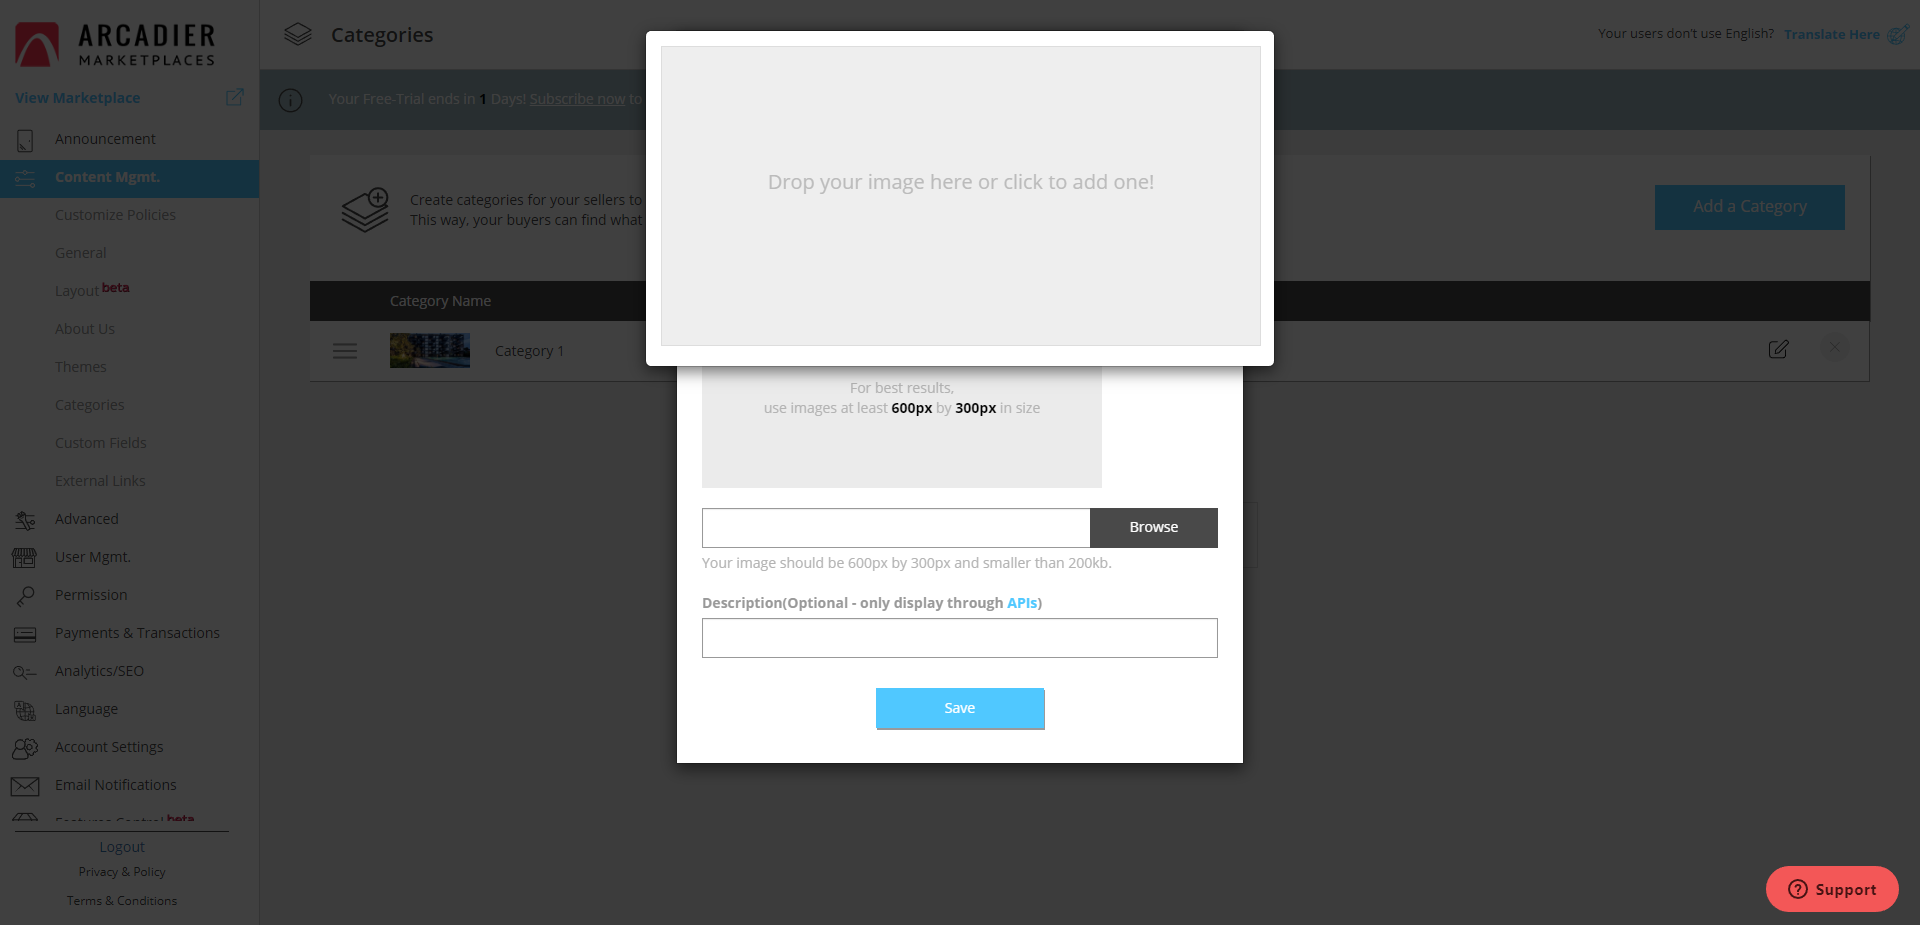 ARCADIER
MARKETPLACES
View Marketplace
Announcement
Content Mgmt.
Customize Policies
General
Layout beta
About Us
Themes
Categories
Custom Fields
External Links
Advanced
User Mgmt.
Permission
Payments & Transactions
Analytics/SEO
Language
Account Settings
Email Notifications
Features Control beta
Logout
Privacy & Policy
Terms & Conditions
Categories
Your users don't use English? Translate Here
Your Free-Trial ends in 1 Days! Subscribe now to
Create categories for your sellers to
This way, your buyers can find what
Add a Category
Category Name
Category 1
Drop your image here or click to add one!
For best results,
use images at least 600px by 300px in size
Browse
Your image should be 600px by 300px and smaller than 200kb.
Description(Optional - only display through APIs)
Save
Support